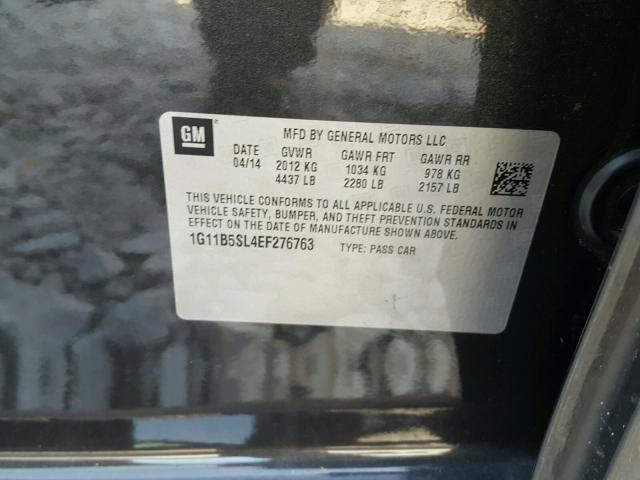 GM
MFD BY GENERAL MOTORS LLC
DATE GVWR GAWR FRT GAWR RR
04/14 2012 KG 1034 KG 978 KG
4437 LB 2280 LB 2157 LB
THIS VEHICLE CONFORMS TO ALL APPLICABLE U.S. FEDERAL MOTOR
VEHICLE SAFETY, BUMPER, AND THEFT PREVENTION STANDARDS IN
EFFECT ON THE DATE OF MANUFACTURE SHOWN ABOVE.
1G11B5SL4EF276763 TYPE: PASS CAR